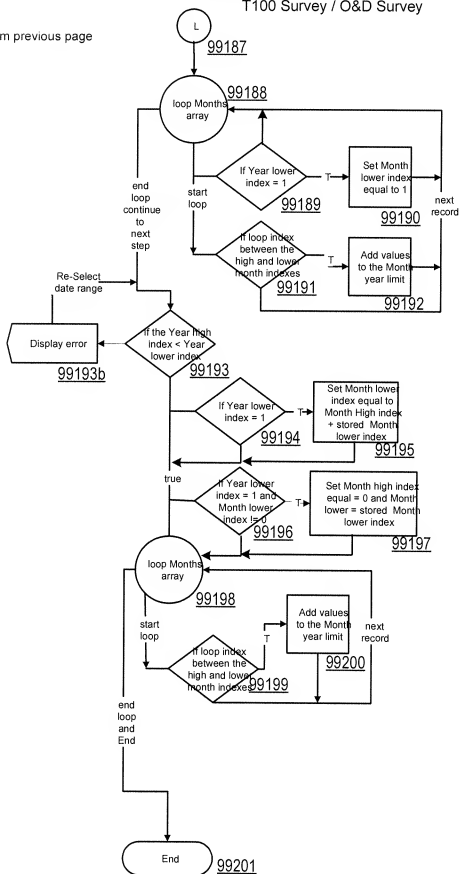 T100 Survey / O&D Survey
m previous page
L
99187
99188
loop Months
array
end
loop
continue
to
next
step
start
loop
If Year lower
index = 1
99189
T
Set Month
lower index
equal to 1
99190
next
record
If loop index
between the
high and lower
month indexes
99191
T
Add values
to the Month
year limit
99192
Re-Select
date range
Display error
99193b
If the Year high
index < Year
lower index
99193
If Year lower
index = 1
99194
T
Set Month lower
index equal to
Month High index
+ stored Month
lower index
99195
true
If Year lower
index = 1 and
Month lower
index != 0
99196
T
Set Month high index
equal = 0 and Month
lower = stored Month
lower index
99197
loop Months
array
99198
start
loop
If loop index
between the
high and lower
month indexes
99199
T
Add values
to the Month
year limit
99200
next
record
end
loop
and
End
End
99201